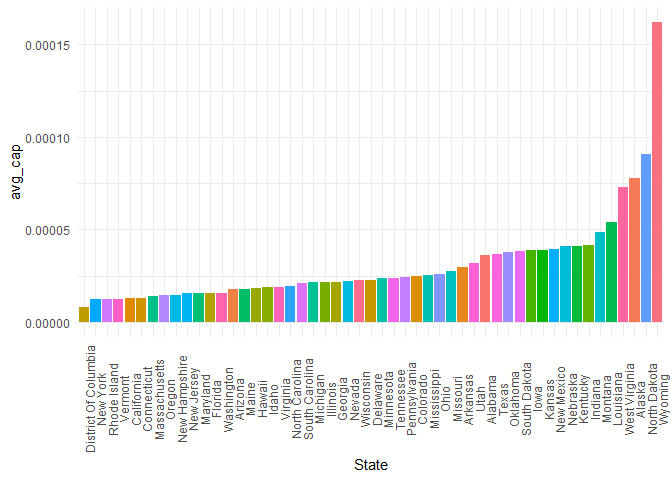 0.00015
0.00010
0.00005
0.00000
avg_cap
District Of Columbia
New York
Rhode Island
Vermont
California
Connecticut
Massachusetts
Oregon
New Hampshire
New Jersey
Maryland
Florida
Washington
Arizona
Maine
Hawaii
Idaho
Virginia
North Carolina
South Carolina
Michigan
Illinois
Georgia
Nevada
Wisconsin
Delaware
Minnesota
Tennessee
Pennsylvania
Colorado
Mississippi
Ohio
Missouri
Arkansas
Utah
Alabama
Texas
Oklahoma
South Dakota
Iowa
Kansas
New Mexico
Nebraska
Kentucky
Indiana
Montana
Louisiana
West Virginia
Alaska
North Dakota
Wyoming
State